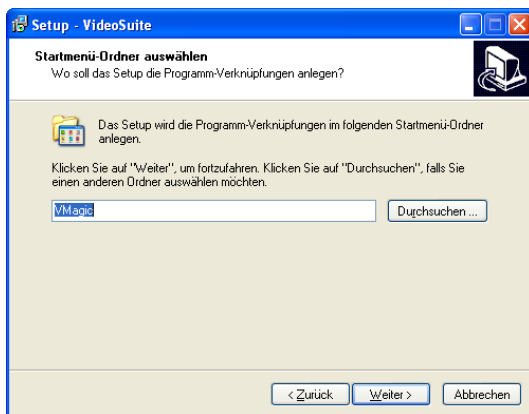 Setup - VideoSuite
Startmenü-Ordner auswählen
Wo soll das Setup die Programm-Verknüpfungen anlegen?
Das Setup wird die Programm-Verknüpfungen im folgenden Startmenü-Ordner
anlegen.
Klicken Sie auf "Weiter", um fortzufahren. Klicken Sie auf "Durchsuchen", falls Sie
einen anderen Ordner auswählen möchten.
VMagic
Durchsuchen ...
< Zurück
Weiter >
Abbrechen